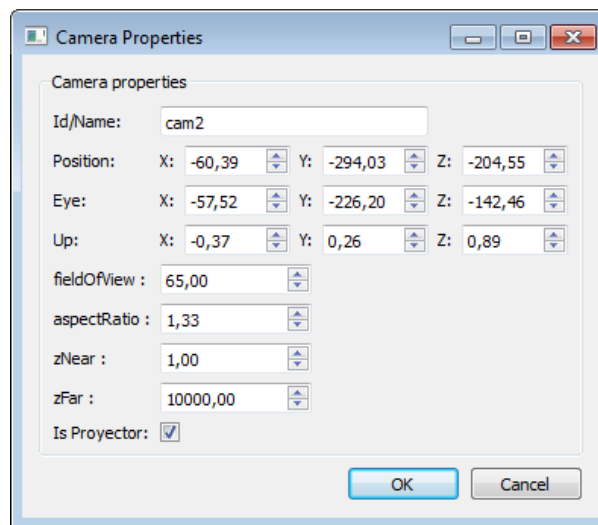 Camera Properties
Camera properties
Id/Name: cam2
Position: X: -60,39 Y: -294,03 Z: -204,55
Eye: X: -57,52 Y: -226,20 Z: -142,46
Up: X: -0,37 Y: 0,26 Z: 0,89
fieldOfView : 65,00
aspectRatio : 1,33
zNear : 1,00
zFar : 10000,00
Is Proyector:
OK Cancel